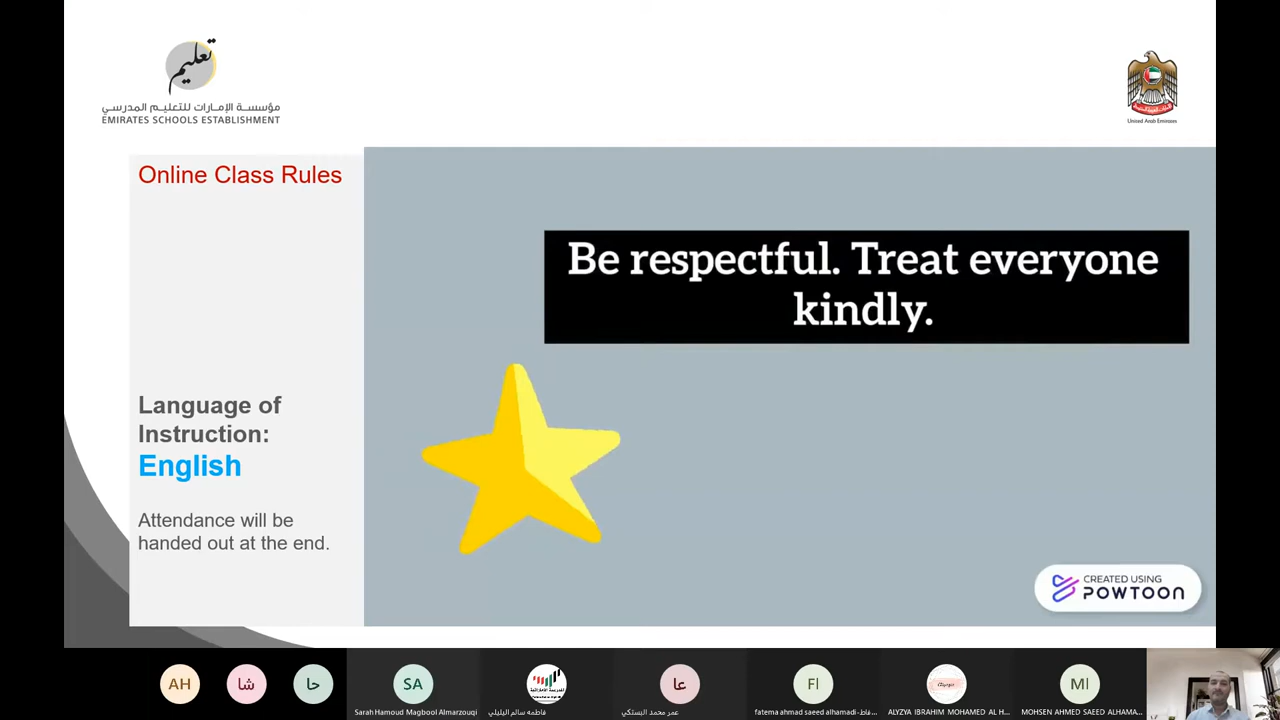 تعليم
مؤسسة الإمارات للتعليم المدرسي
EMIRATES SCHOOLS ESTABLISHMENT
United Arab Emirates
Online Class Rules
Be respectful. Treat everyone
kindly.
Language of
Instruction:
English
Attendance will be
handed out at the end.
CREATED USING
POWTOON
AH
شا
حا
SA
عا
FI
MI
Sarah Hamoud Magbool Almarzouqi
فاطمه سالم اليليلي
عمر محمد البستكي
fatema ahmad saeed alhamadi-فاط...
ALYZYA IBRAHIM MOHAMED AL H...
MOHSEN AHMED SAEED ALHAMA...